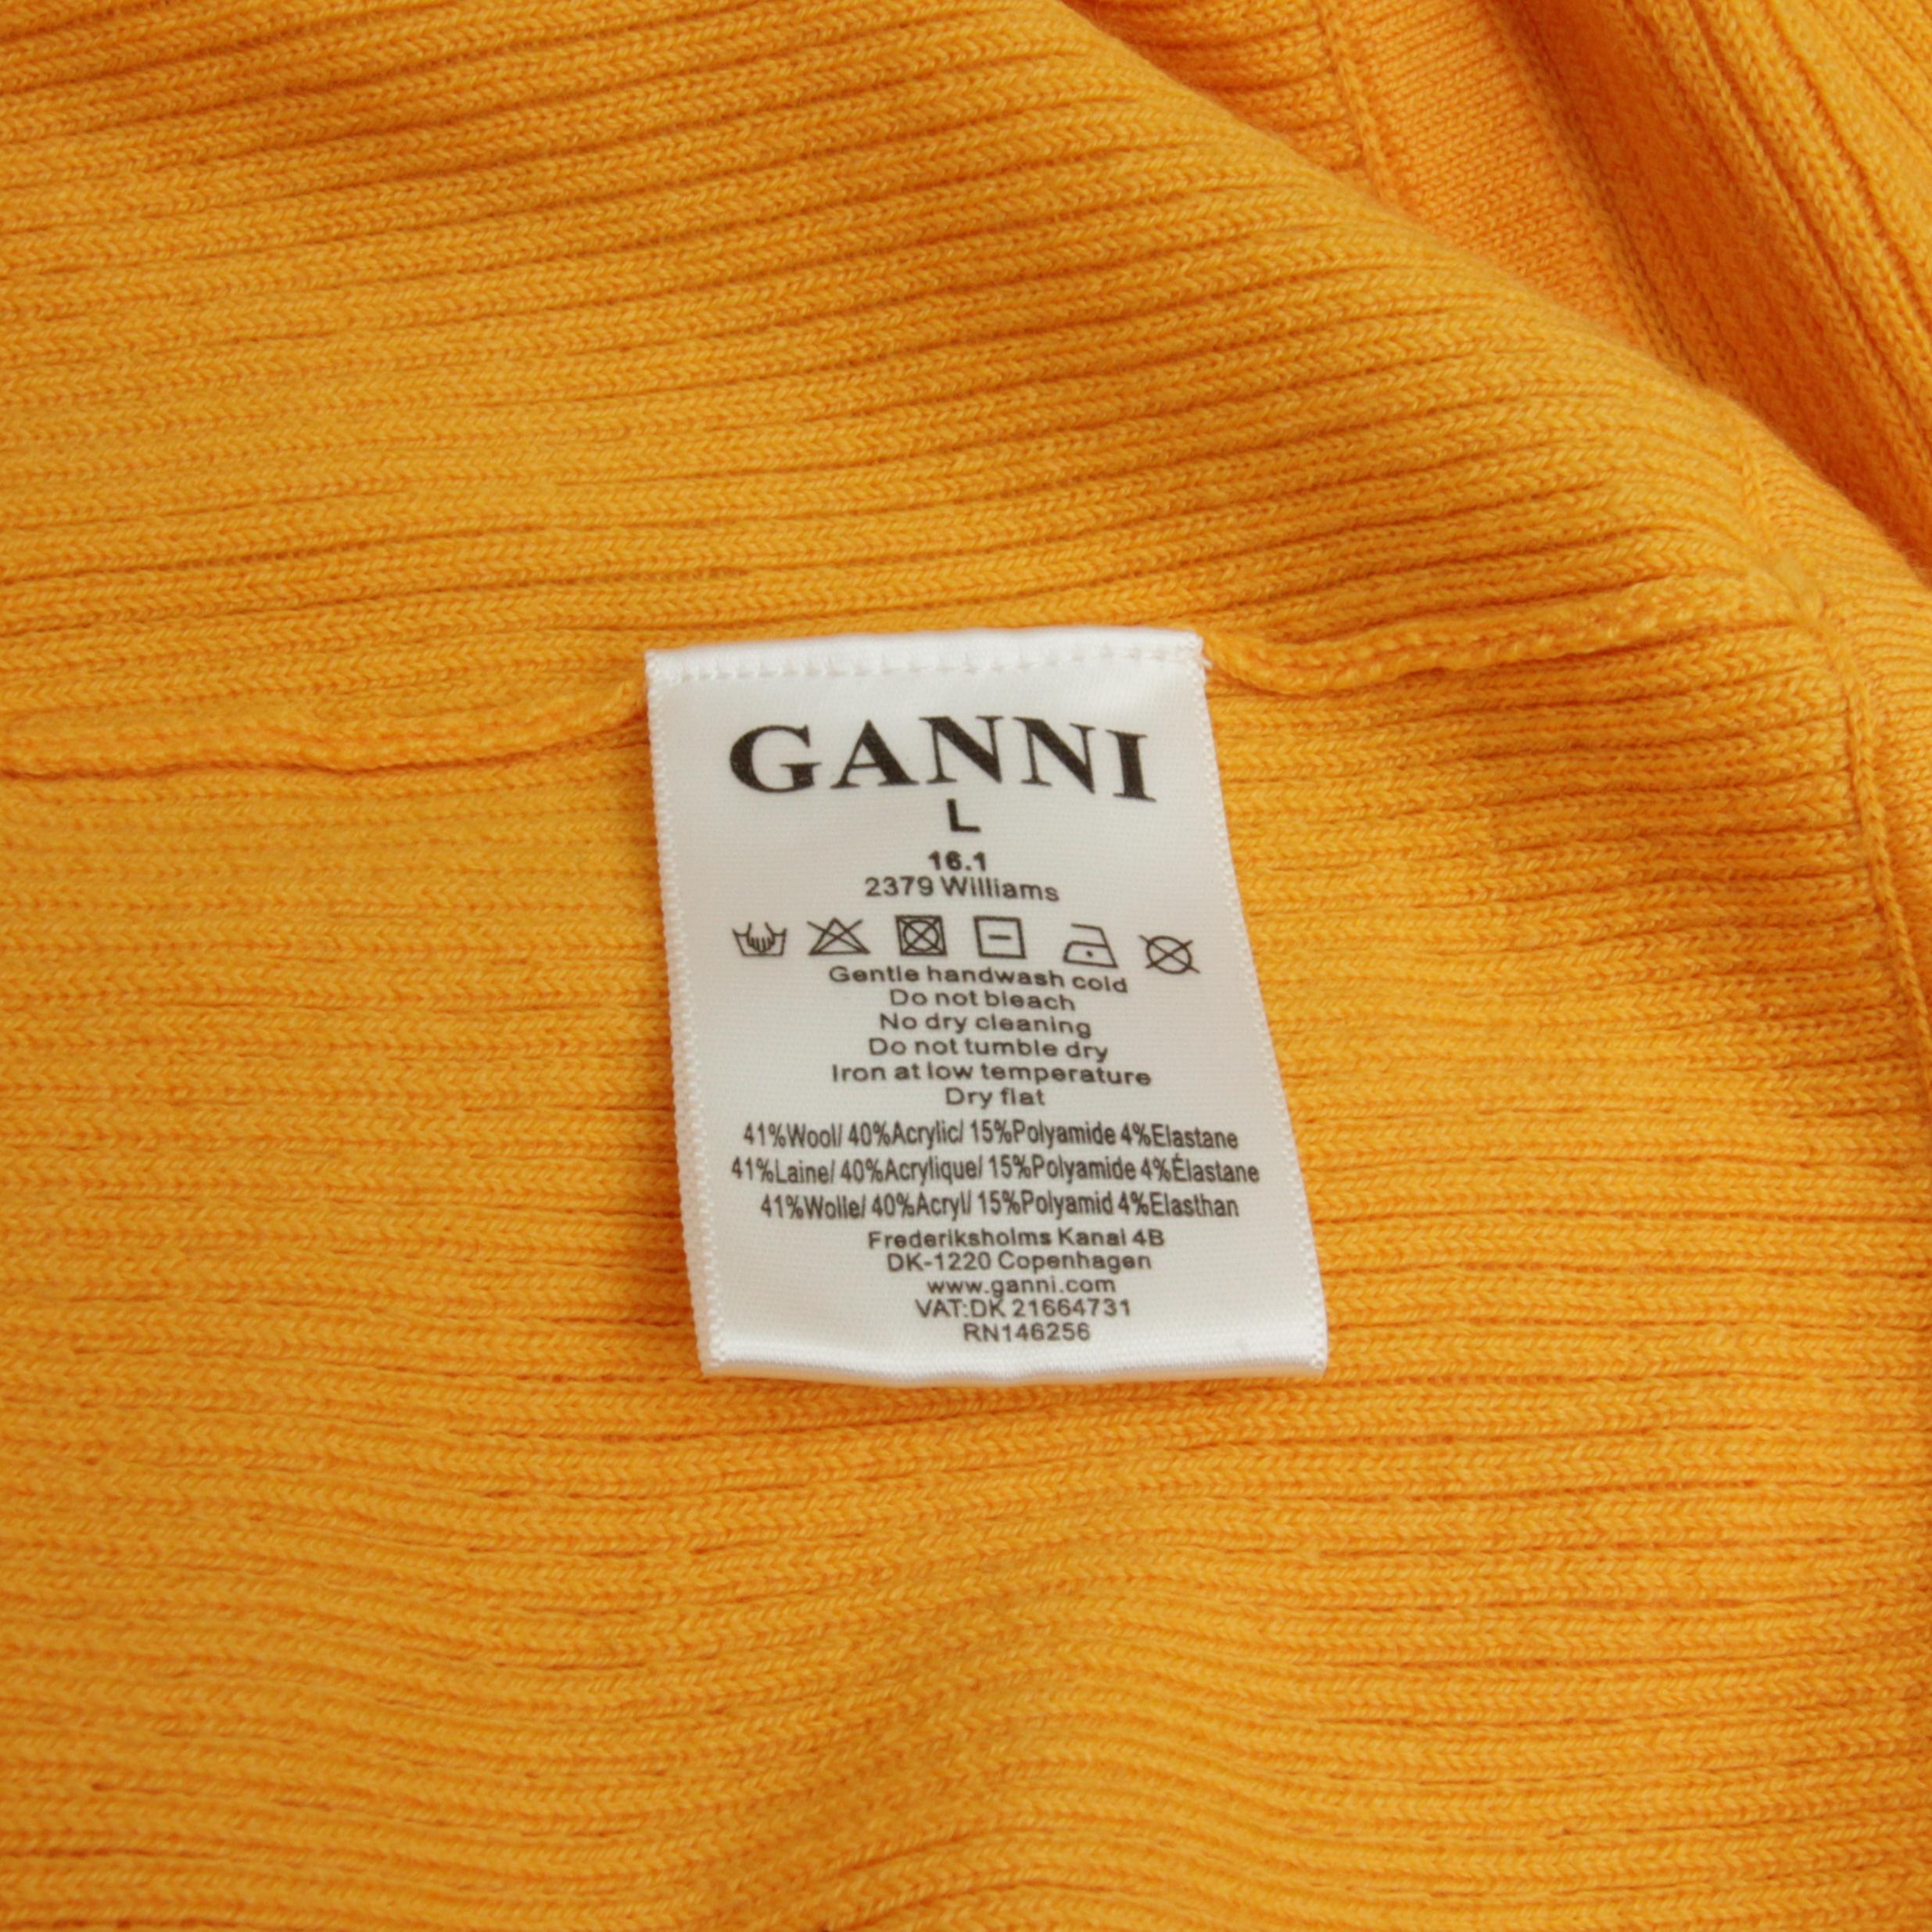 GANNI
L
16.1
2379 Williams
Gentle handwash cold
Do not bleach
No dry cleaning
Do not tumble dry
Iron at low temperature
Dry flat
41%Wool/ 40%Acrylic/ 15%Polyamide 4%Elastane
41%Laine/ 40%Acrylique/ 15%Polyamide 4%Élastane
41%Wolle/ 40%Acryl/ 15%Polyamid 4%Elasthan
Frederiksholms Kanal 4B
DK-1220 Copenhagen
www.ganni.com
VAT:DK 21664731
RN146256